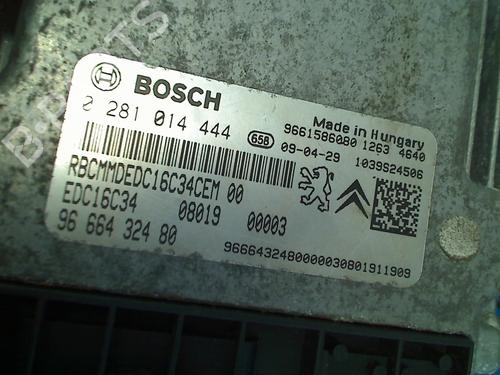 BOSCH
0 281 014 444
658
Made in Hungary
9661586080 1263 4640
09-04-29 1039S24506
RBCMMDEDC16C34CEM 00
EDC16C34 08019 00003
96 664 324 80
96664324800000030801911909
B-PARTS